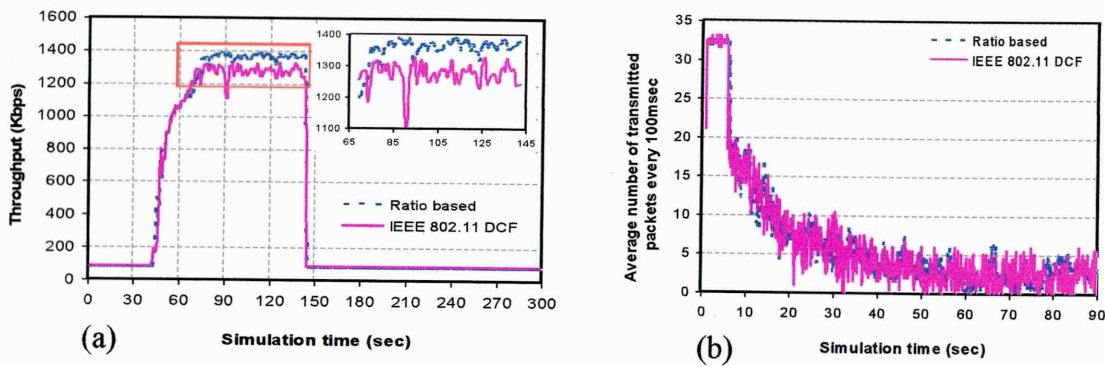 1600
1400
1200
1000
800
600
400
200
0
Throughput (Kbps)
0 30 60 90 120 150 180 210 240 270 300
Simulation time (sec)
(a)
1400
1300
1200
1100
65 85 105 125 145
Ratio based
IEEE 802.11 DCF
35
30
25
20
15
10
5
0
Average number of transmitted
packets every 100msec
0 10 20 30 40 50 60 70 80 90
Simulation time (sec)
(b)
Ratio based
IEEE 802.11 DCF